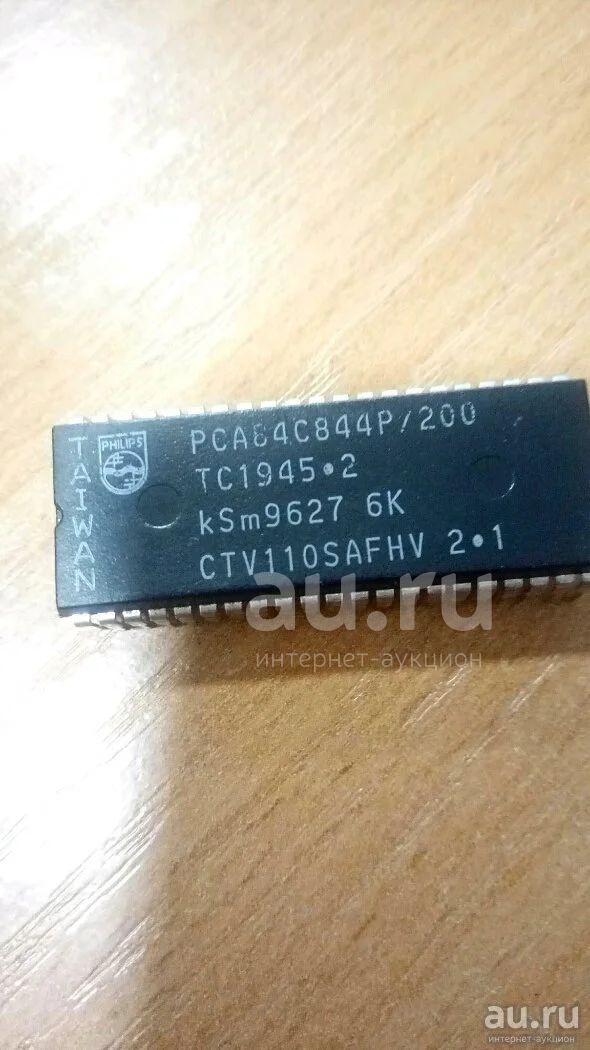 TAIWAN
PHILIPS
PCA84C844P/200
TC1945•2
kSm9627 6K
CTV110SAFHV 2•1
au.ru
интернет-аукцион
au.ru
интернет-аукцион